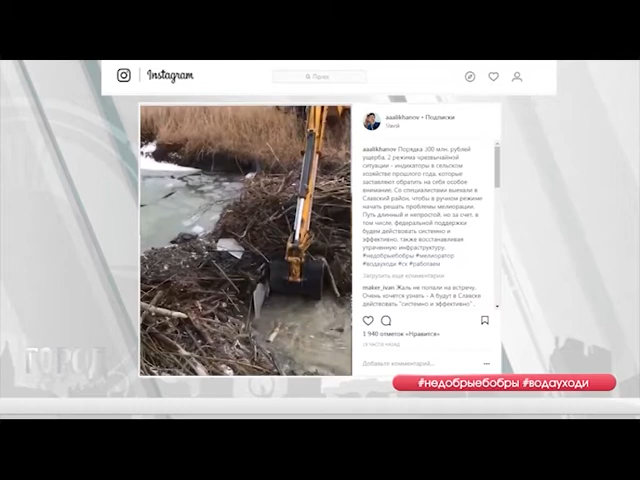 Instagram
Поиск
aaalikhanov • Подписки
aaalikhanov Порядка 300 млн. рублей
ущерба, 2 режима чрезвычайной
ситуации - индикаторы в сельском
хозяйстве прошлого года, которые
заставляют обратить на себя особое
внимание. Со специалистами выехали в
Славский район, чтобы в ручном режиме
начать решать проблемы мелиорации.
Путь длинный и непростой, но за счет, в
том числе, федеральной поддержки
будем действовать системно и
эффективно, также восстанавливая
утраченную инфраструктуру.
#недобрыебобры #мелиоратор
#водауходи #сх #работаем
Загрузить еще комментарии
maker_ivan Жаль не попали на встречу.
Очень хочется узнать - А будут в Славске
действовать "системно и эффективно".
1 940 отметок «Нравится»
Добавьте комментарий...
ГОРОД
#недобрыебобры #водауходи